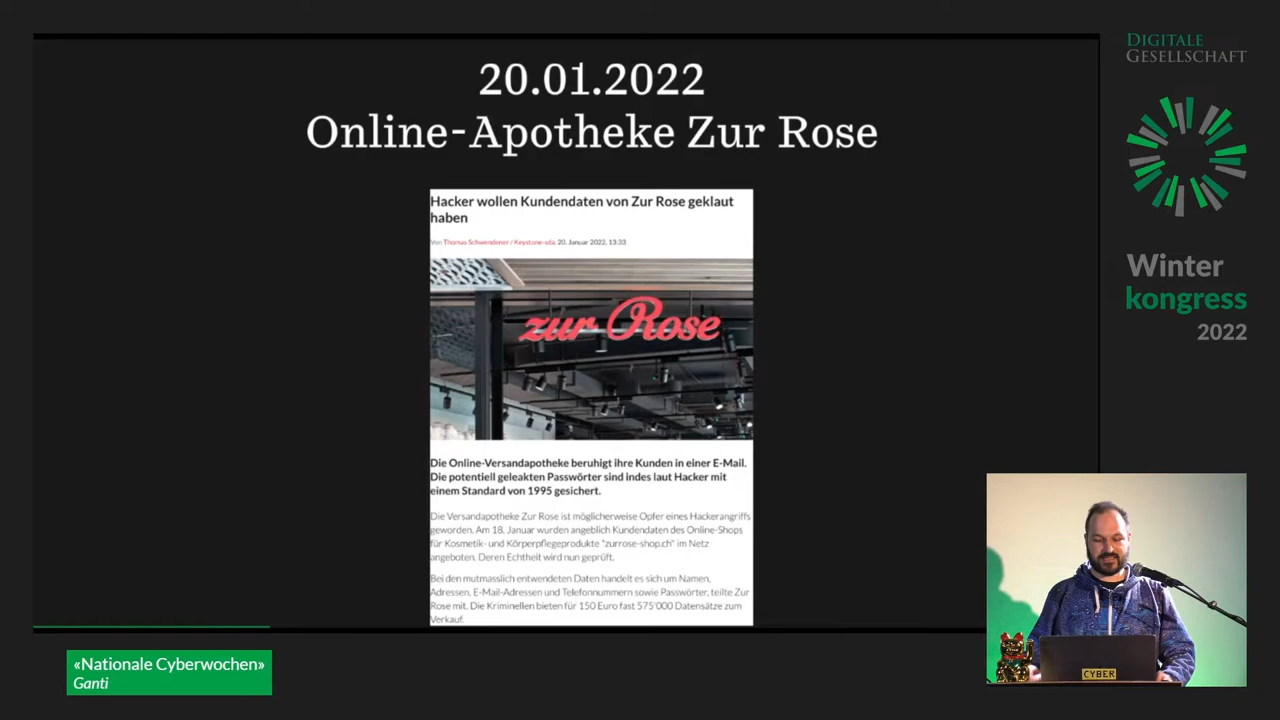 20.01.2022
Online-Apotheke Zur Rose
Hacker wollen Kundendaten von Zur Rose geklaut
haben
Von Thomas Schwendener / Keystone-sda, 20. Januar 2022, 13:33
zur Rose
Die Online-Versandapotheke beruhigt ihre Kunden in einer E-Mail.
Die potentiell geleakten Passwörter sind indes laut Hacker mit
einem Standard von 1995 gesichert.
Die Versandapotheke Zur Rose ist möglicherweise Opfer eines Hackerangriffs
geworden. Am 18. Januar wurden angeblich Kundendaten des Online-Shops
für Kosmetik- und Körperpflegeprodukte "zurrose-shop.ch" im Netz
angeboten. Deren Echtheit wird nun geprüft.
Bei den mutmasslich entwendeten Daten handelt es sich um Namen,
Adressen, E-Mail-Adressen und Telefonnummern sowie Passwörter, teilte Zur
Rose mit. Die Kriminellen bieten für 150 Euro fast 575'000 Datensätze zum
Verkauf.
DIGITALE
GESELLSCHAFT
Winter
kongress
2022
CYBER
«Nationale Cyberwochen»
Ganti